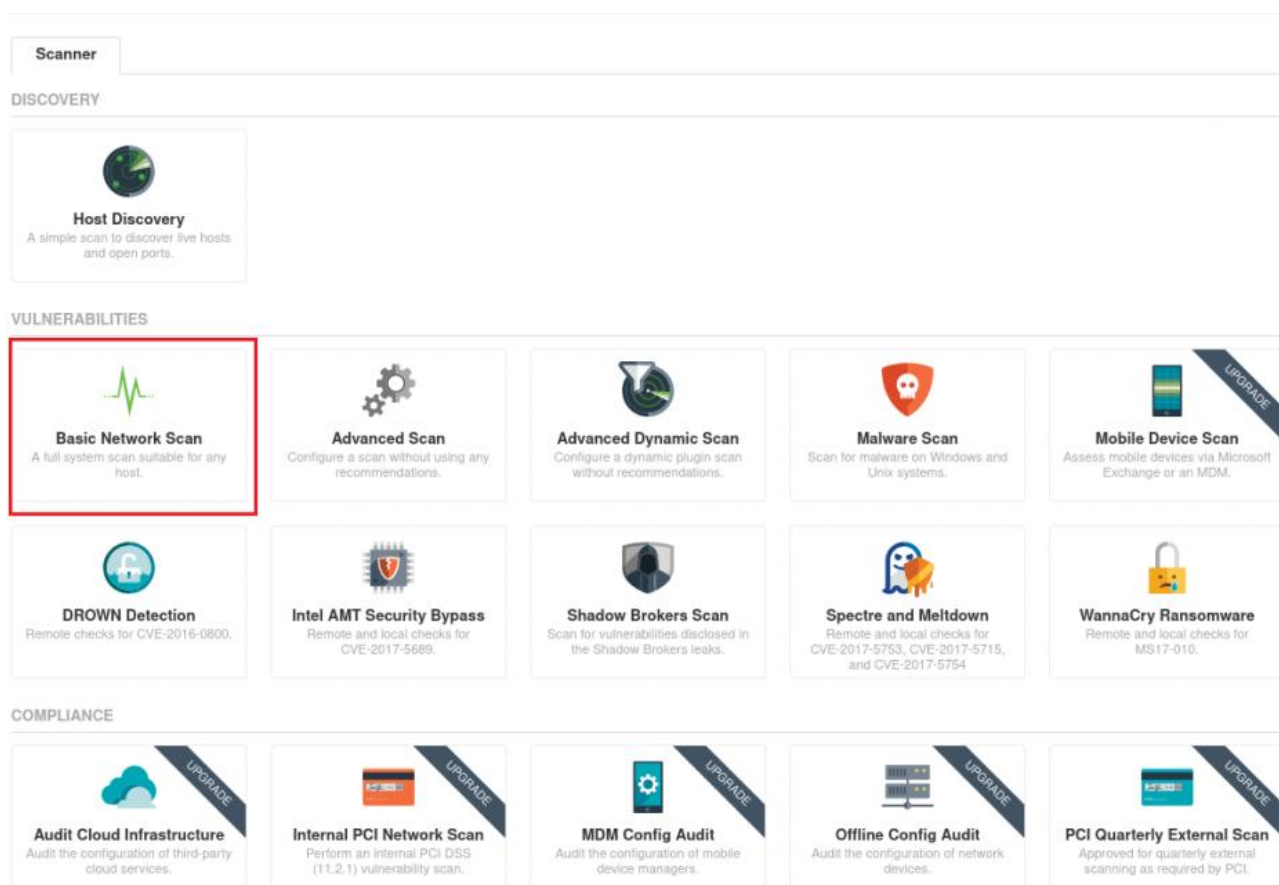 Scanner
DISCOVERY
Host Discovery
A simple scan to discover live hosts
and open ports.
VULNERABILITIES
Basic Network Scan
A full system scan suitable for any
host.
Advanced Scan
Configure a scan without using any
recommendations.
Advanced Dynamic Scan
Configure a dynamic plugin scan
without recommendations.
Malware Scan
Scan for malware on Windows and
Unix systems.
UPGRADE
Mobile Device Scan
Assess mobile devices via Microsoft
Exchange or an MDM.
DROWN Detection
Remote checks for CVE-2016-0800.
Intel AMT Security Bypass
Remote and local checks for
CVE-2017-5689.
Shadow Brokers Scan
Scan for vulnerabilities disclosed in
the Shadow Brokers leaks.
Spectre and Meltdown
Remote and local checks for
CVE-2017-5753, CVE-2017-5715,
and CVE-2017-5754
WannaCry Ransomware
Remote and local checks for
MS17-010.
COMPLIANCE
UPGRADE
Audit Cloud Infrastructure
Audit the configuration of third-party
cloud services.
UPGRADE
Internal PCI Network Scan
Perform an internal PCI DSS
(11.2.1) vulnerability scan.
UPGRADE
MDM Config Audit
Audit the configuration of mobile
device managers.
UPGRADE
Offline Config Audit
Audit the configuration of network
devices.
UPGRADE
PCI Quarterly External Scan
Approved for quarterly external
scanning as required by PCI.